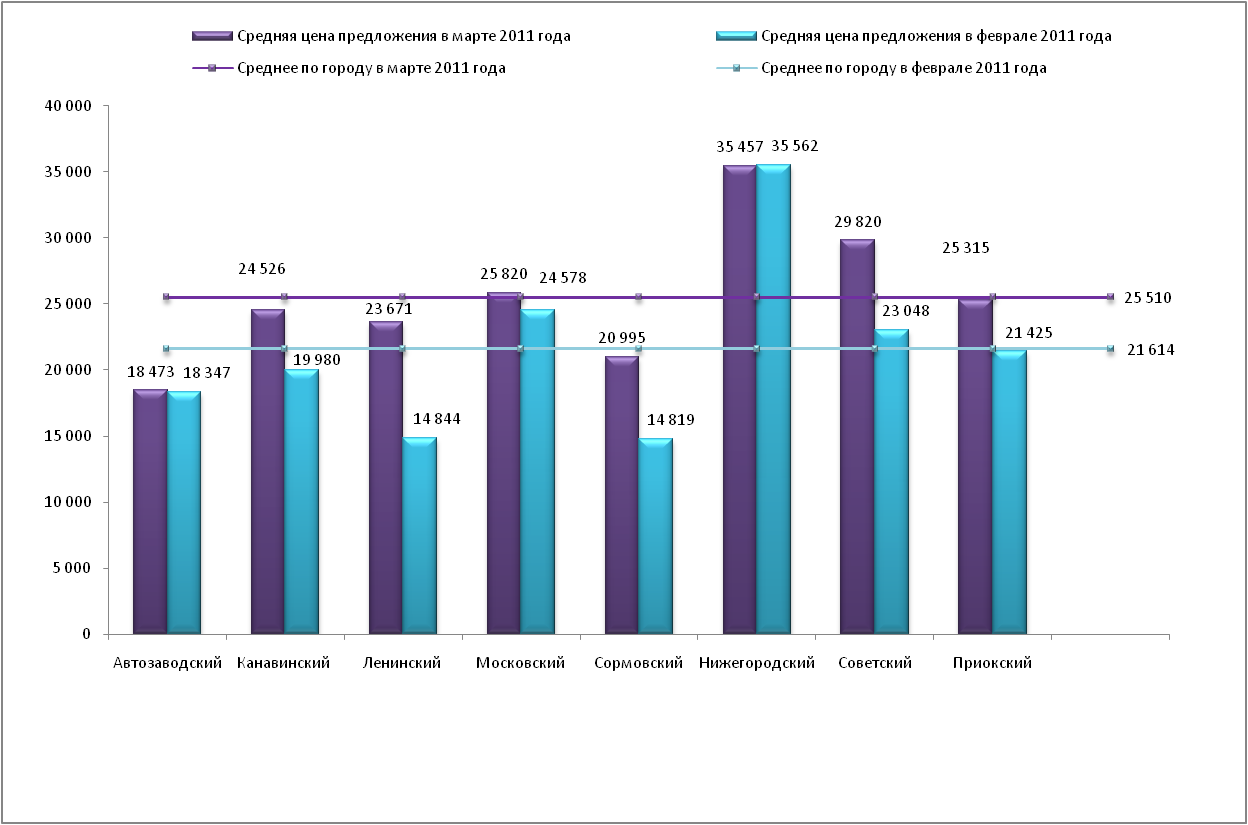 Средняя цена предложения в марте 2011 года
Средняя цена предложения в феврале 2011 года
Среднее по городу в марте 2011 года
Среднее по городу в феврале 2011 года
40 000
35 000
30 000
25 000
20 000
15 000
10 000
5 000
0
18 473
18 347
24 526
19 980
23 671
14 844
25 820
24 578
20 995
14 819
35 457
35 562
29 820
23 048
25 315
21 425
25 510
21 614
Автозаводский
Канавинский
Ленинский
Московский
Сормовский
Нижегородский
Советский
Приокский